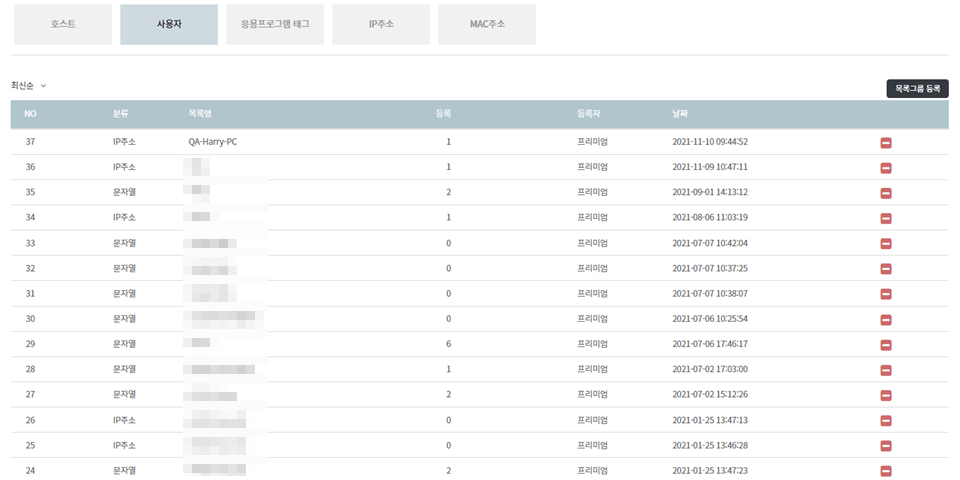 호스트 사용자 응용프로그램 태그 IP주소 MAC주소
최신순
목록그룹 등록
NO 분류 목록명 등록 등록자 날짜
37 IP주소 QA-Harry-PC 1 프리미엄 2021-11-10 09:44:52
36 IP주소 1 프리미엄 2021-11-09 10:47:11
35 문자열 2 프리미엄 2021-09-01 14:13:12
34 IP주소 1 프리미엄 2021-08-06 11:03:19
33 문자열 0 프리미엄 2021-07-07 10:42:04
32 문자열 0 프리미엄 2021-07-07 10:37:25
31 문자열 0 프리미엄 2021-07-07 10:38:07
30 문자열 0 프리미엄 2021-07-06 10:25:54
29 문자열 6 프리미엄 2021-07-06 17:46:17
28 문자열 1 프리미엄 2021-07-02 17:03:00
27 문자열 2 프리미엄 2021-07-02 15:12:26
26 IP주소 0 프리미엄 2021-01-25 13:47:13
25 IP주소 0 프리미엄 2021-01-25 13:46:28
24 문자열 2 프리미엄 2021-01-25 13:47:23